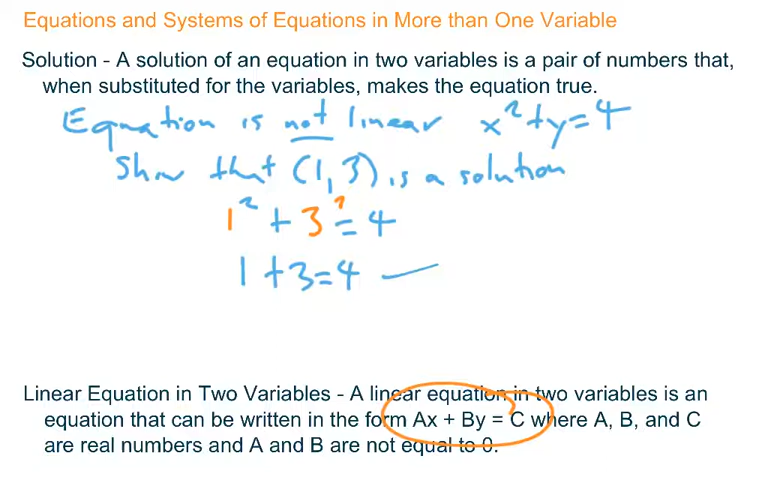 Equations and Systems of Equations in More than One Variable
Solution - A solution of an equation in two variables is a pair of numbers that,
when substituted for the variables, makes the equation true.
Equation is not linear x² + y = 4
Show that (1, 3) is a solution
1² + 3 ≟ 4
1 + 3 = 4 —
Linear Equation in Two Variables - A linear equation in two variables is an
equation that can be written in the form Ax + By = C where A, B, and C
are real numbers and A and B are not equal to 0.